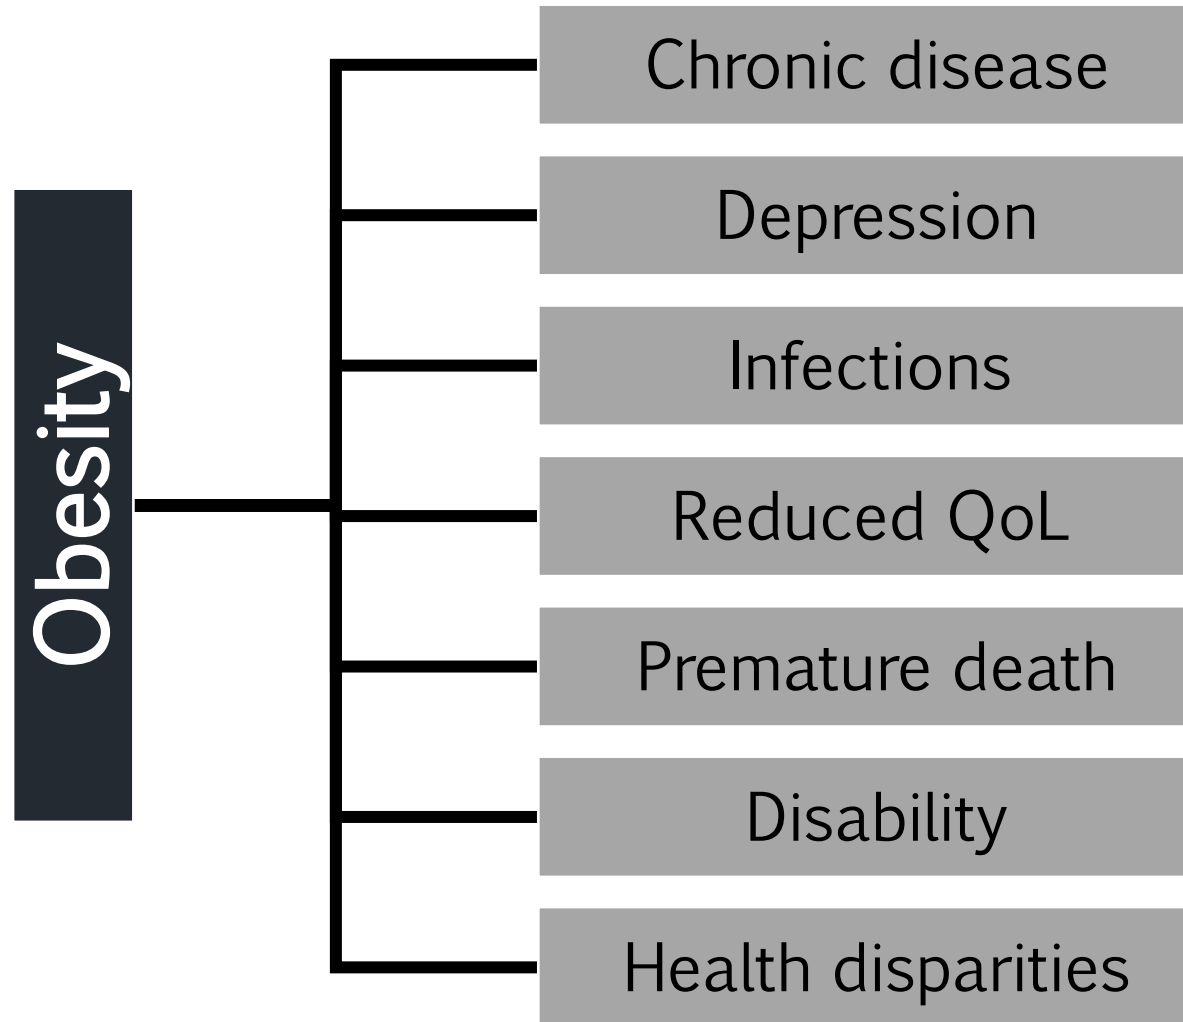 Obesity
Chronic disease
Depression
Infections
Reduced QoL
Premature death
Disability
Health disparities